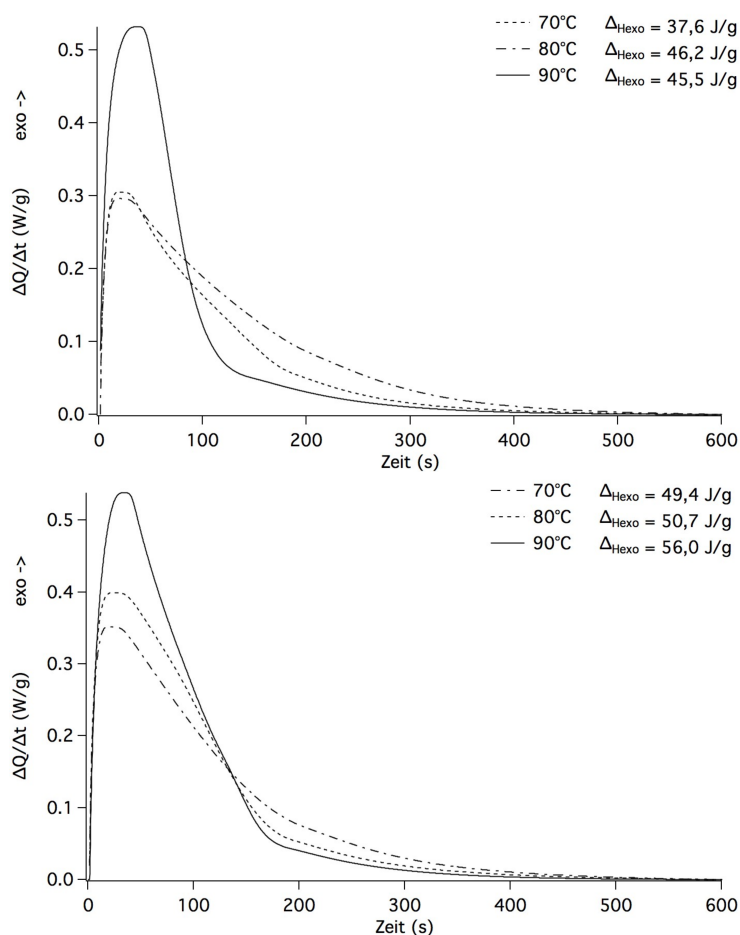 70°C ΔHexo = 37,6 J/g
80°C ΔHexo = 46,2 J/g
90°C ΔHexo = 45,5 J/g
exo ->
ΔQ/Δt (W/g)
0.5
0.4
0.3
0.2
0.1
0.0
0 100 200 300 400 500 600
Zeit (s)
70°C ΔHexo = 49,4 J/g
80°C ΔHexo = 50,7 J/g
90°C ΔHexo = 56,0 J/g
exo ->
ΔQ/Δt (W/g)
0.5
0.4
0.3
0.2
0.1
0.0
0 100 200 300 400 500 600
Zeit (s)